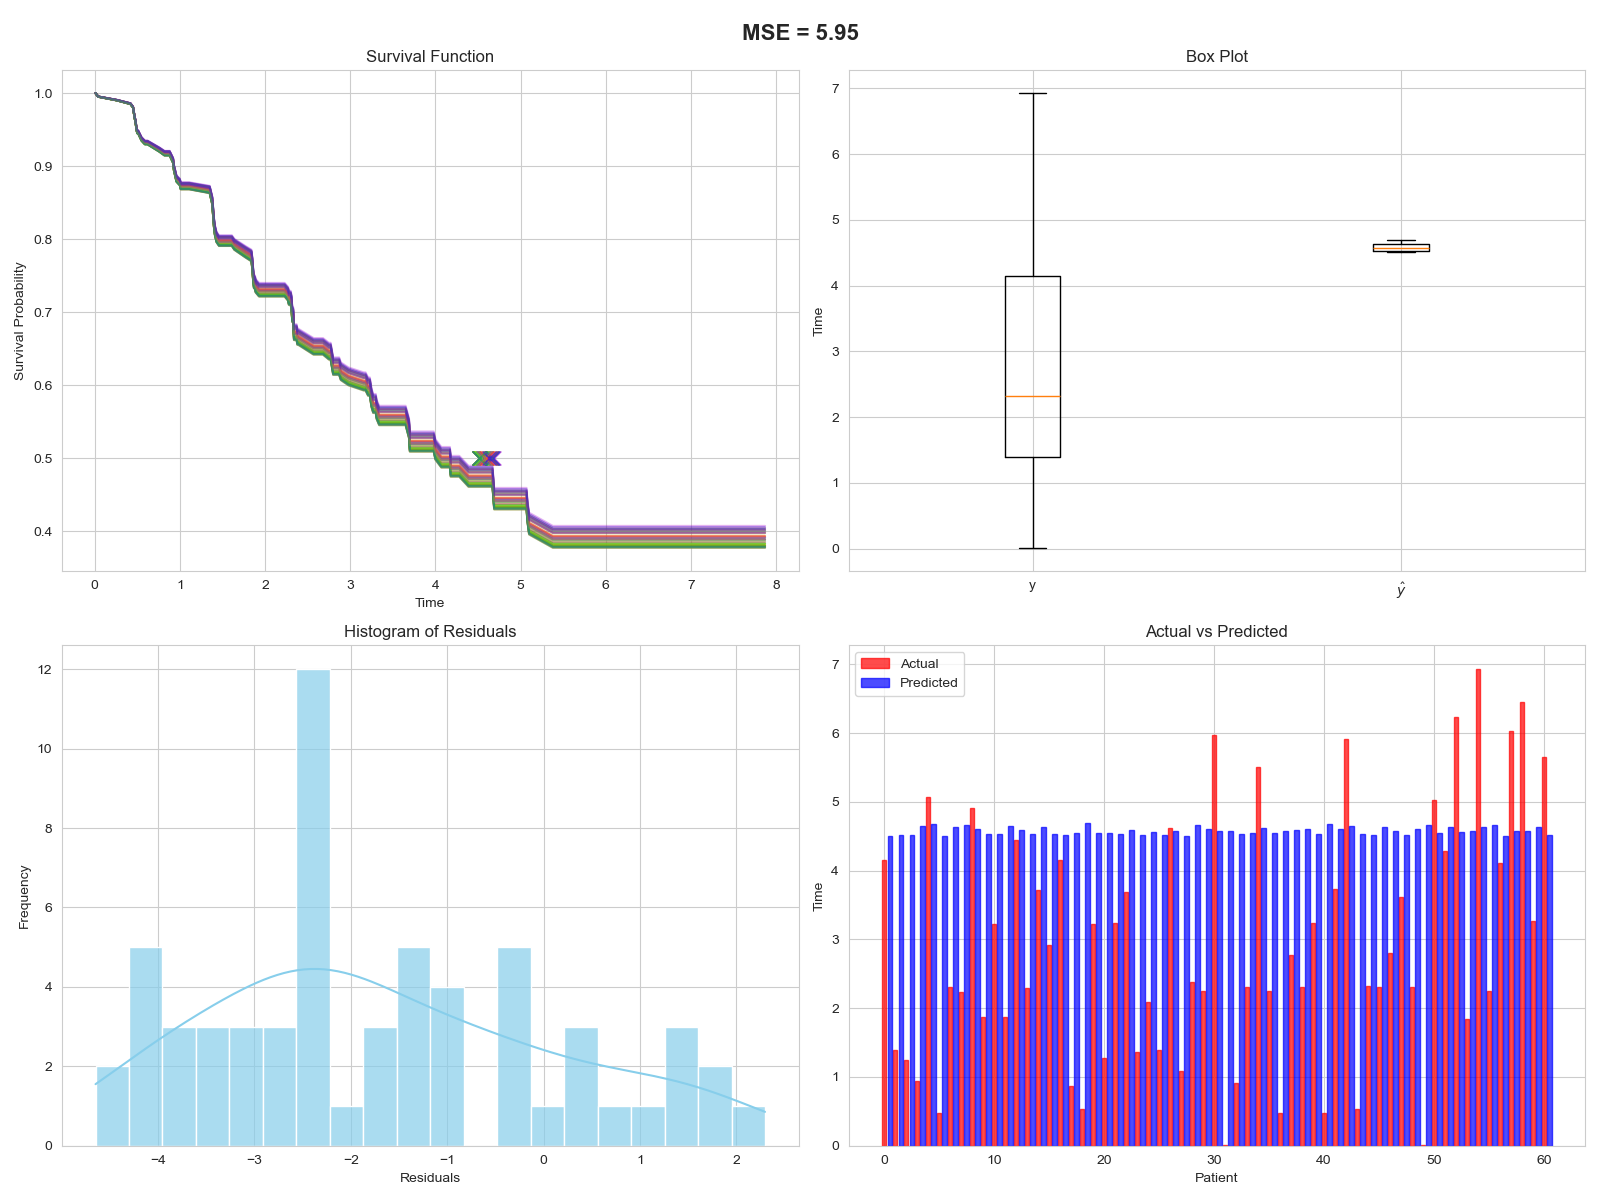 MSE = 5.95
Survival Function
Survival Probability
1.0
0.9
0.8
0.7
0.6
0.5
0.4
0 1 2 3 4 5 6 7 8
Time
Box Plot
Time
7
6
5
4
3
2
1
0
y ŷ
Histogram of Residuals
Frequency
12
10
8
6
4
2
0
−4 −3 −2 −1 0 1 2
Residuals
Actual vs Predicted
Actual
Predicted
Time
7
6
5
4
3
2
1
0
0 10 20 30 40 50 60
Patient